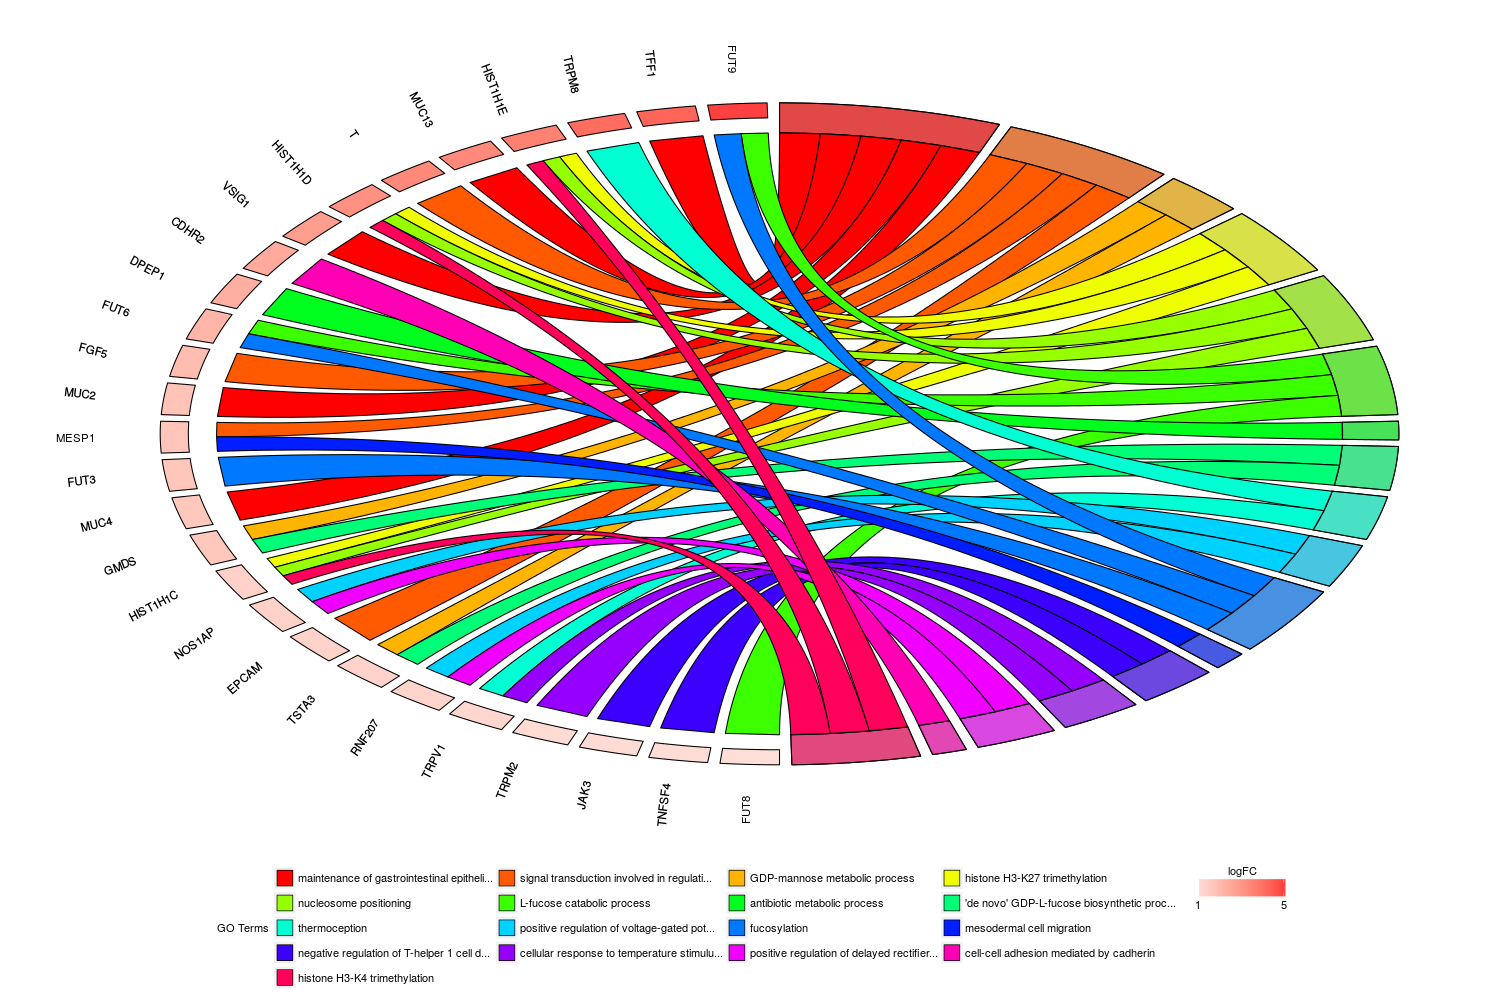 FUT9
TFF1
TRPM8
HIST1H1E
MUC13
T
HIST1H1D
VSIG1
CDHR2
DPEP1
FUT6
FGF5
MUC2
MESP1
FUT3
MUC4
GMDS
HIST1H1C
NOS1AP
EPCAM
TSTA3
RNF207
TRPV1
TRPM2
JAK3
TNFSF4
FUT8
GO Terms
maintenance of gastrointestinal epitheli...
signal transduction involved in regulati...
GDP-mannose metabolic process
histone H3-K27 trimethylation
nucleosome positioning
L-fucose catabolic process
antibiotic metabolic process
'de novo' GDP-L-fucose biosynthetic proc...
thermoception
positive regulation of voltage-gated pot...
fucosylation
mesodermal cell migration
negative regulation of T-helper 1 cell d...
cellular response to temperature stimulu...
positive regulation of delayed rectifier...
cell-cell adhesion mediated by cadherin
histone H3-K4 trimethylation
logFC
1 5